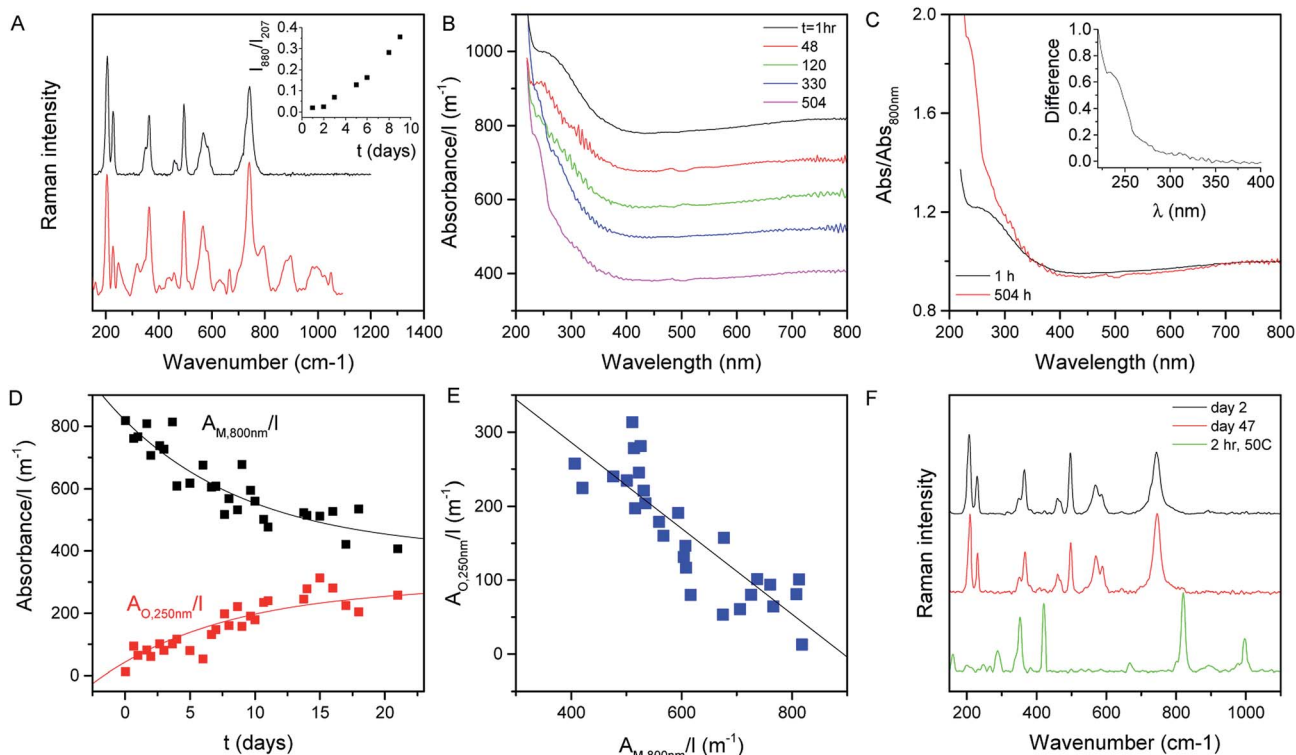 A
Raman intensity
I880/I207
0.4
0.3
0.2
0.1
0.0
0 2 4 6 8 10
t (days)
200 400 600 800 1000 1200 1400
Wavenumber (cm-1)
B
Absorbance/l (m-1)
1000
800
600
400
t=1hr
48
120
330
504
200 300 400 500 600 700 800
Wavelength (nm)
C
Abs/Abs800nm
2.0
1.6
1.2
0.8
Difference
1.0
0.8
0.6
0.4
0.2
0.0
250 300 350 400
λ (nm)
1 h
504 h
200 300 400 500 600 700 800
Wavelength (nm)
D
Absorbance/l (m-1)
800
600
400
200
0
AM,800nm/l
AO,250nm/l
0 5 10 15 20
t (days)
E
AO,250nm/l (m-1)
300
200
100
0
400 600 800
AM,800nm/l (m-1)
F
Raman intensity
day 2
day 47
2 hr, 50C
200 400 600 800 1000
Wavenumber (cm-1)